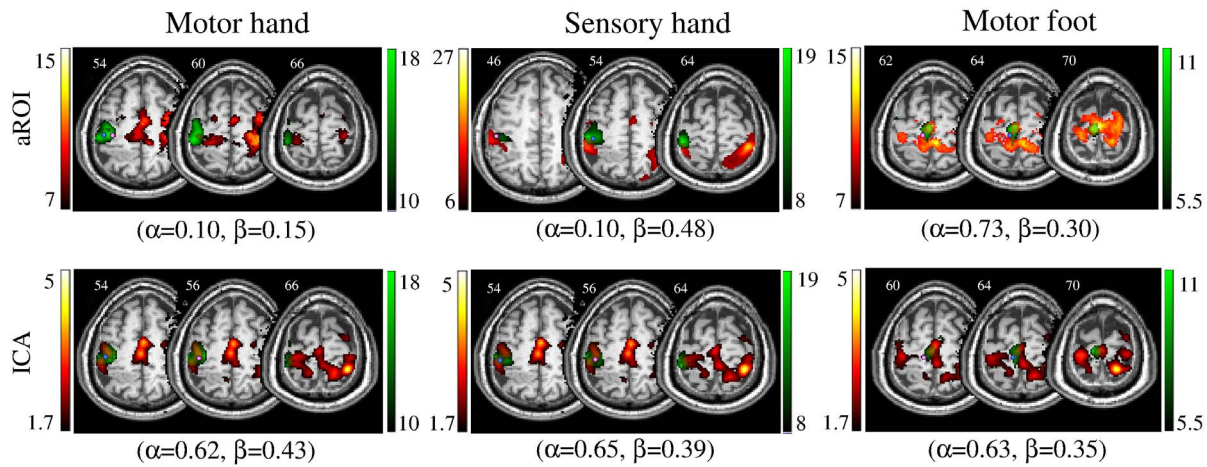 Motor hand Sensory hand Motor foot
aROI
15 54 60 66 18
7 10
27 46 54 64 19
6 8
15 62 64 70 11
7 5.5
(α=0.10, β=0.15) (α=0.10, β=0.48) (α=0.73, β=0.30)
ICA
5 54 56 66 18
1.7 10
5 54 56 64 19
1.7 8
5 60 64 70 11
1.7 5.5
(α=0.62, β=0.43) (α=0.65, β=0.39) (α=0.63, β=0.35)